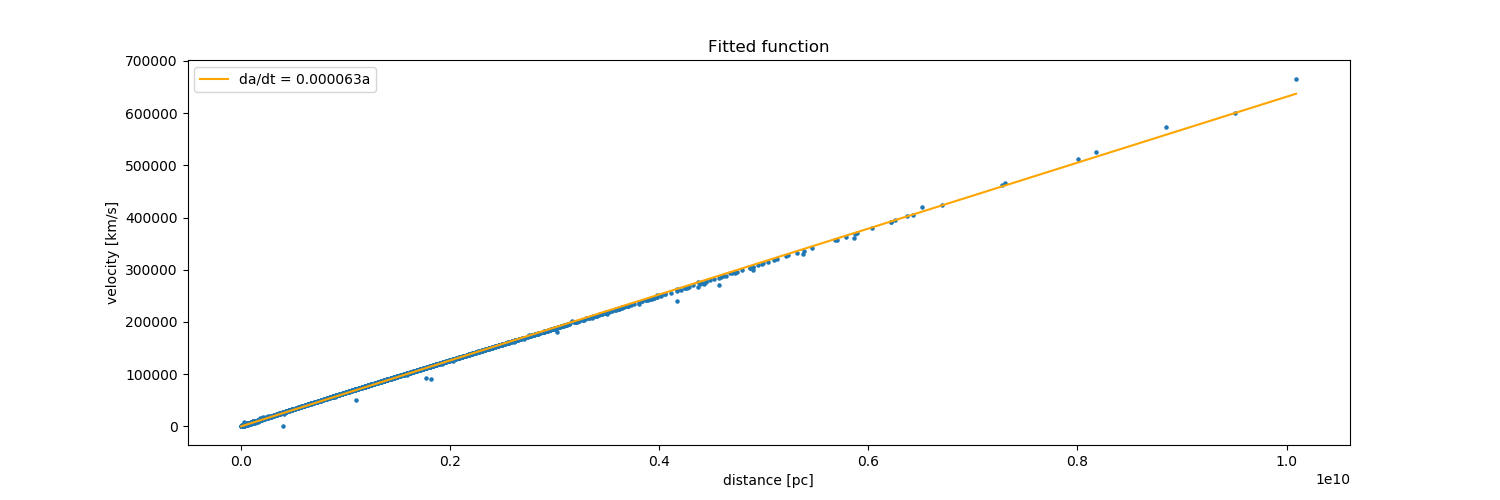 Fitted function
da/dt = 0.000063a
700000
600000
500000
400000
300000
200000
100000
0
velocity [km/s]
0.0 0.2 0.4 0.6 0.8 1.0
1e10
distance [pc]